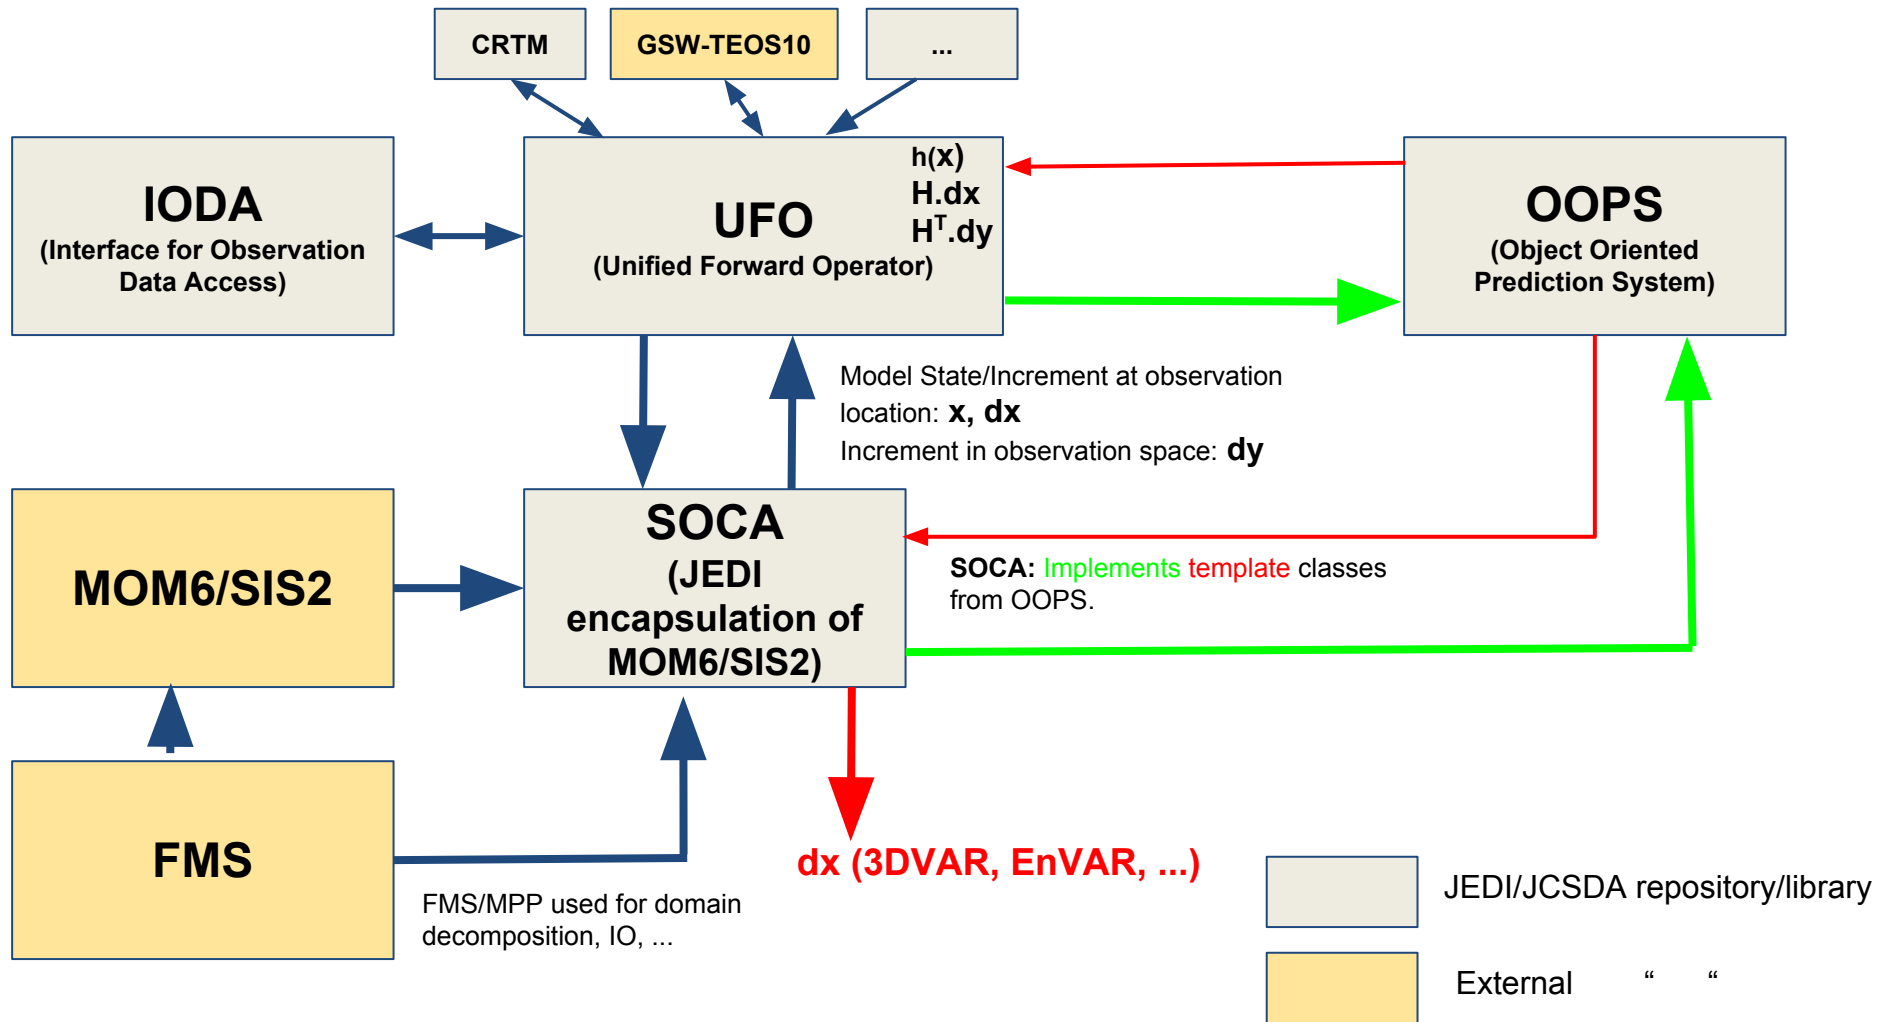 CRTM
GSW-TEOS10
...
IODA
(Interface for Observation
Data Access)
UFO
(Unified Forward Operator)
h(x)
H.dx
Hᵀ.dy
OOPS
(Object Oriented
Prediction System)
Model State/Increment at observation
location: x, dx
Increment in observation space: dy
MOM6/SIS2
SOCA
(JEDI
encapsulation of
MOM6/SIS2)
SOCA: Implements template classes
from OOPS.
FMS
FMS/MPP used for domain
decomposition, IO, ...
dx (3DVAR, EnVAR, ...)
JEDI/JCSDA repository/library
External “ “